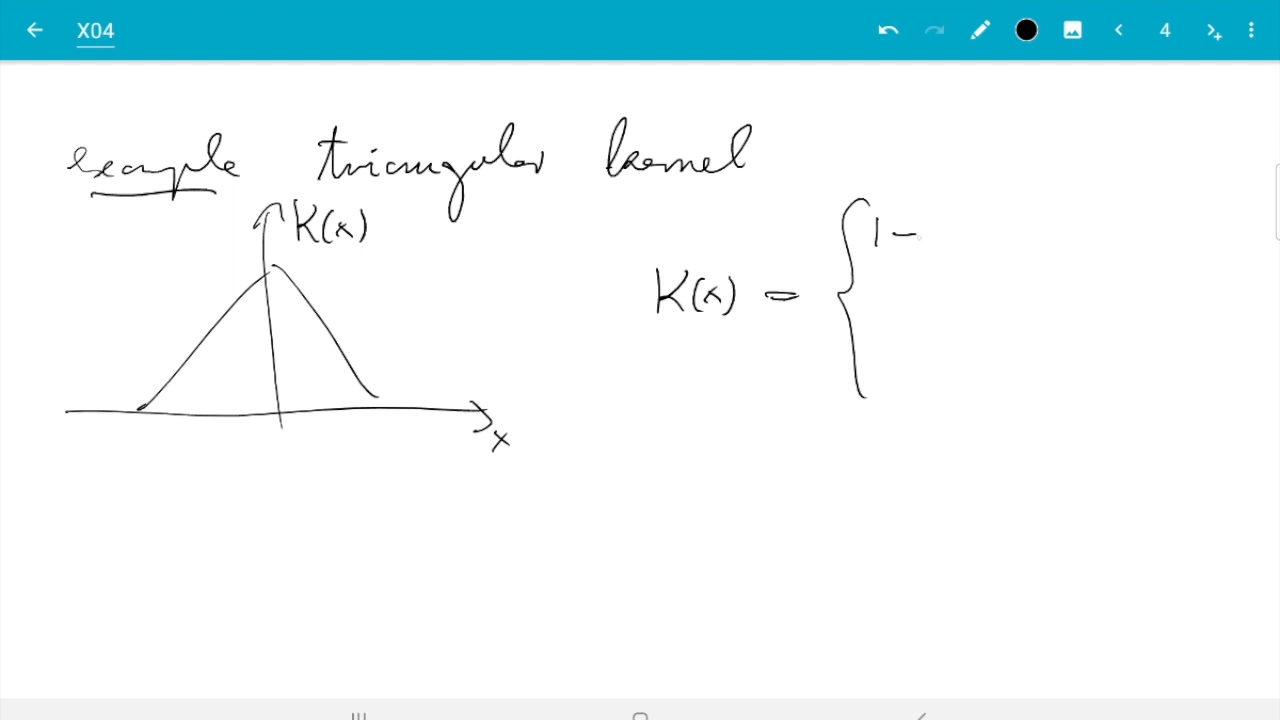 X04
4
example triangular kernel
K(x)
K(x) = { 1 -
x